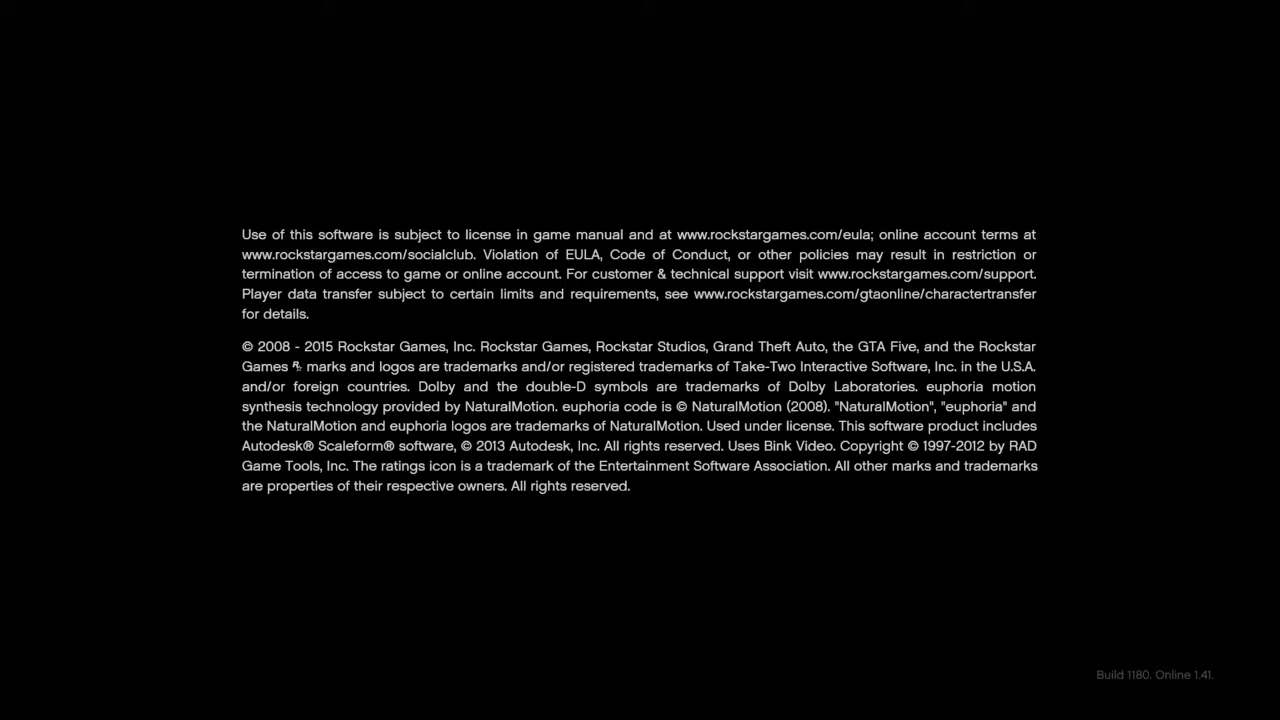 Use of this software is subject to license in game manual and at www.rockstargames.com/eula; online account terms at
www.rockstargames.com/socialclub. Violation of EULA, Code of Conduct, or other policies may result in restriction or
termination of access to game or online account. For customer & technical support visit www.rockstargames.com/support.
Player data transfer subject to certain limits and requirements, see www.rockstargames.com/gtaonline/charactertransfer
for details.
© 2008 - 2015 Rockstar Games, Inc. Rockstar Games, Rockstar Studios, Grand Theft Auto, the GTA Five, and the Rockstar
Games R* marks and logos are trademarks and/or registered trademarks of Take-Two Interactive Software, Inc. in the U.S.A.
and/or foreign countries. Dolby and the double-D symbols are trademarks of Dolby Laboratories. euphoria motion
synthesis technology provided by NaturalMotion. euphoria code is © NaturalMotion (2008). "NaturalMotion", "euphoria" and
the NaturalMotion and euphoria logos are trademarks of NaturalMotion. Used under license. This software product includes
Autodesk® Scaleform® software, © 2013 Autodesk, Inc. All rights reserved. Uses Bink Video. Copyright © 1997-2012 by RAD
Game Tools, Inc. The ratings icon is a trademark of the Entertainment Software Association. All other marks and trademarks
are properties of their respective owners. All rights reserved.
Build 1180. Online 1.41.